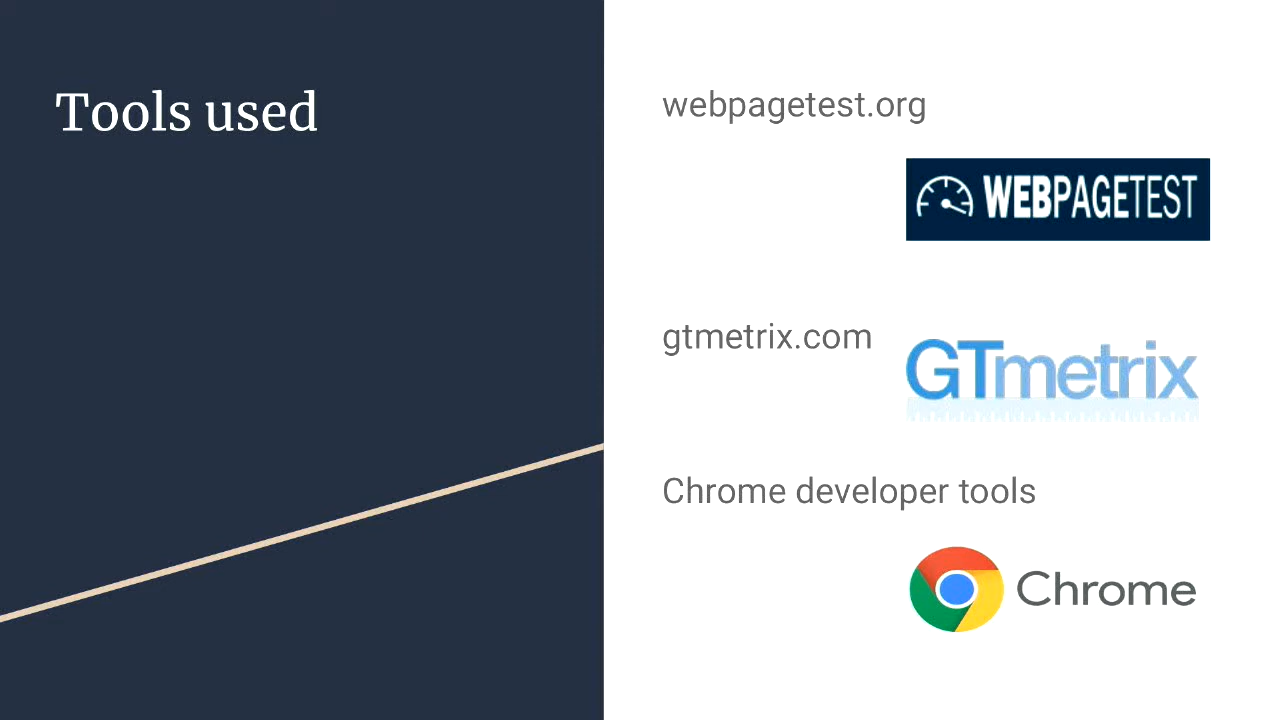 Tools used
webpagetest.org
WEBPAGETEST
gtmetrix.com
GTmetrix
Chrome developer tools
Chrome